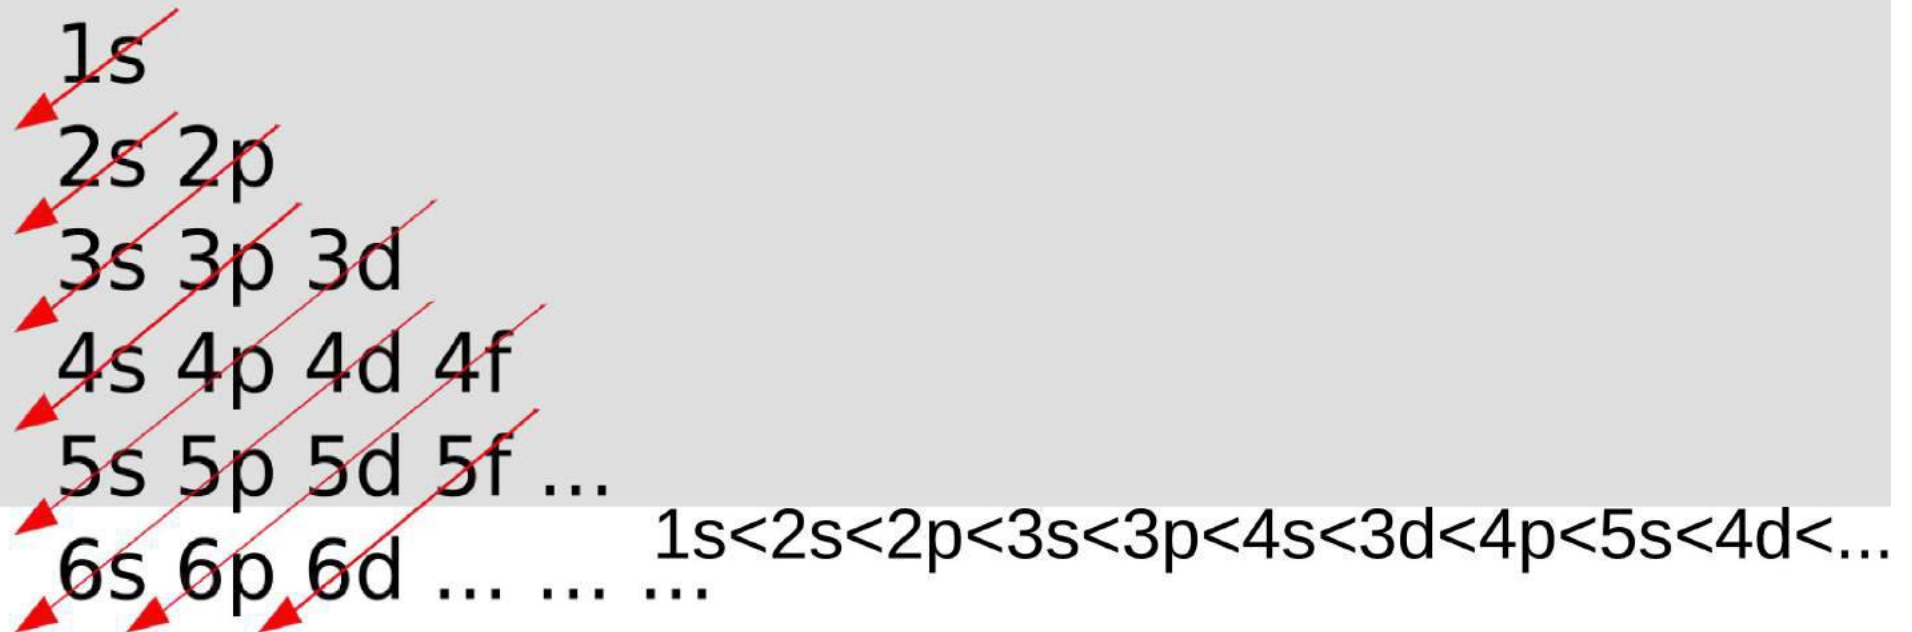 1s
2s 2p
3s 3p 3d
4s 4p 4d 4f
5s 5p 5d 5f ...
1s<2s<2p<3s<3p<4s<3d<4p<5s<4d<...
6s 6p 6d ... ... ...